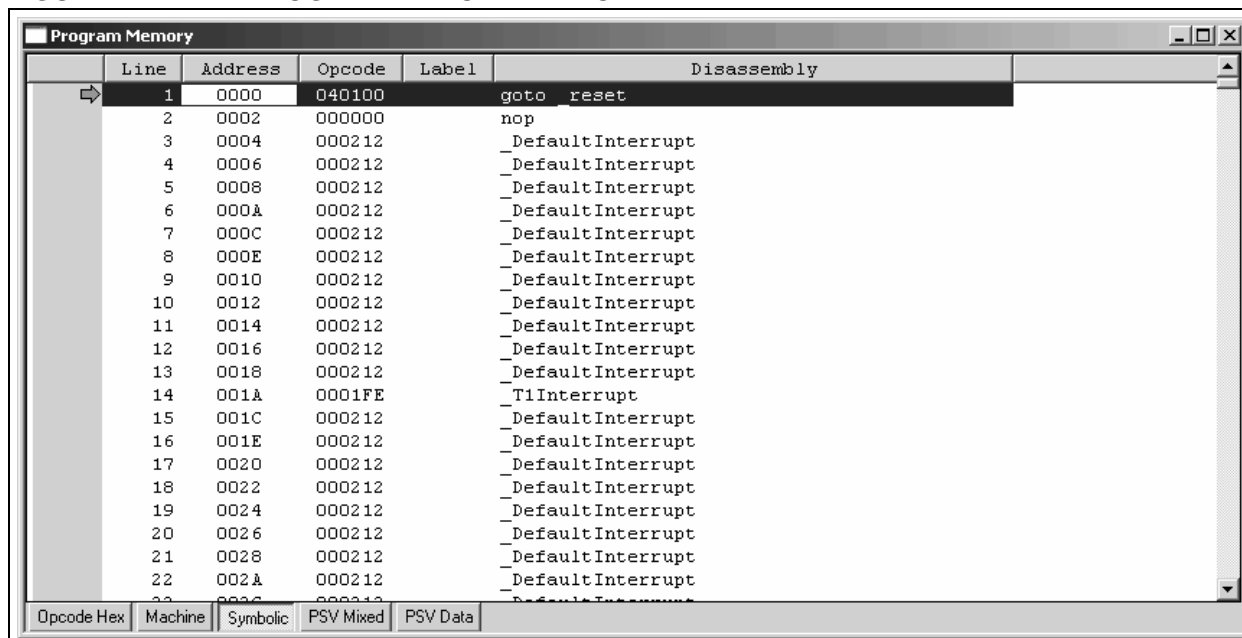 Program Memory
Line Address Opcode Label Disassembly
1 0000 040100 goto _reset
2 0002 000000 nop
3 0004 000212 _DefaultInterrupt
4 0006 000212 _DefaultInterrupt
5 0008 000212 _DefaultInterrupt
6 000A 000212 _DefaultInterrupt
7 000C 000212 _DefaultInterrupt
8 000E 000212 _DefaultInterrupt
9 0010 000212 _DefaultInterrupt
10 0012 000212 _DefaultInterrupt
11 0014 000212 _DefaultInterrupt
12 0016 000212 _DefaultInterrupt
13 0018 000212 _DefaultInterrupt
14 001A 0001FE _T1Interrupt
15 001C 000212 _DefaultInterrupt
16 001E 000212 _DefaultInterrupt
17 0020 000212 _DefaultInterrupt
18 0022 000212 _DefaultInterrupt
19 0024 000212 _DefaultInterrupt
20 0026 000212 _DefaultInterrupt
21 0028 000212 _DefaultInterrupt
22 002A 000212 _DefaultInterrupt
Opcode Hex Machine Symbolic PSV Mixed PSV Data